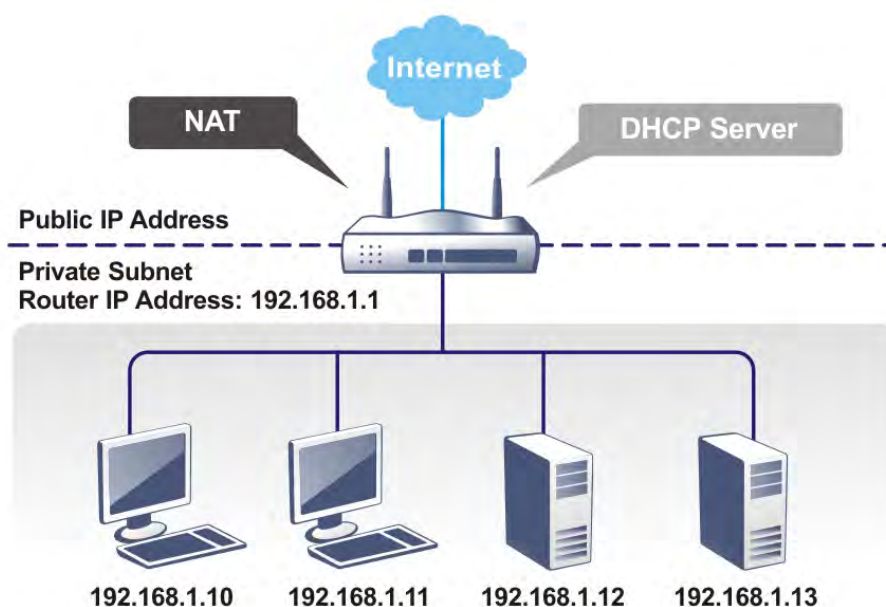 Internet
NAT
DHCP Server
Public IP Address
Private Subnet
Router IP Address: 192.168.1.1
192.168.1.10
192.168.1.11
192.168.1.12
192.168.1.13